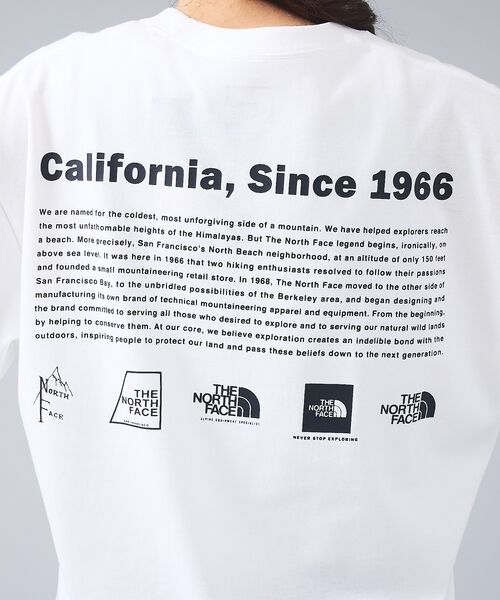 California, Since 1966
We are named for the coldest, most unforgiving side of a mountain. We have helped explorers reach
the most unfathomable heights of the Himalayas. But The North Face legend begins, ironically, on
a beach. More precisely, San Francisco's North Beach neighborhood, at an altitude of only 150 feet
above sea level. It was here in 1966 that two hiking enthusiasts resolved to follow their passions
and founded a small mountaineering retail store. In 1968, The North Face moved to the other side of
San Francisco Bay, to the unbridled possibilities of the Berkeley area, and began designing and
manufacturing its own brand of technical mountaineering apparel and equipment. From the beginning,
the brand committed to serving all those who desired to explore and to serving our natural wild lands
by helping to conserve them. At our core, we believe exploration creates an indelible bond with the
outdoors, inspiring people to protect our land and pass these beliefs down to the next generation.
NORTH
FACE
THE
NORTH
FACE
SAN FRANCISCO
THE
NORTH
FACE
ALPINE EQUIPMENT SPECIALIST
THE
NORTH
FACE
NEVER STOP EXPLORING
THE
NORTH
FACE